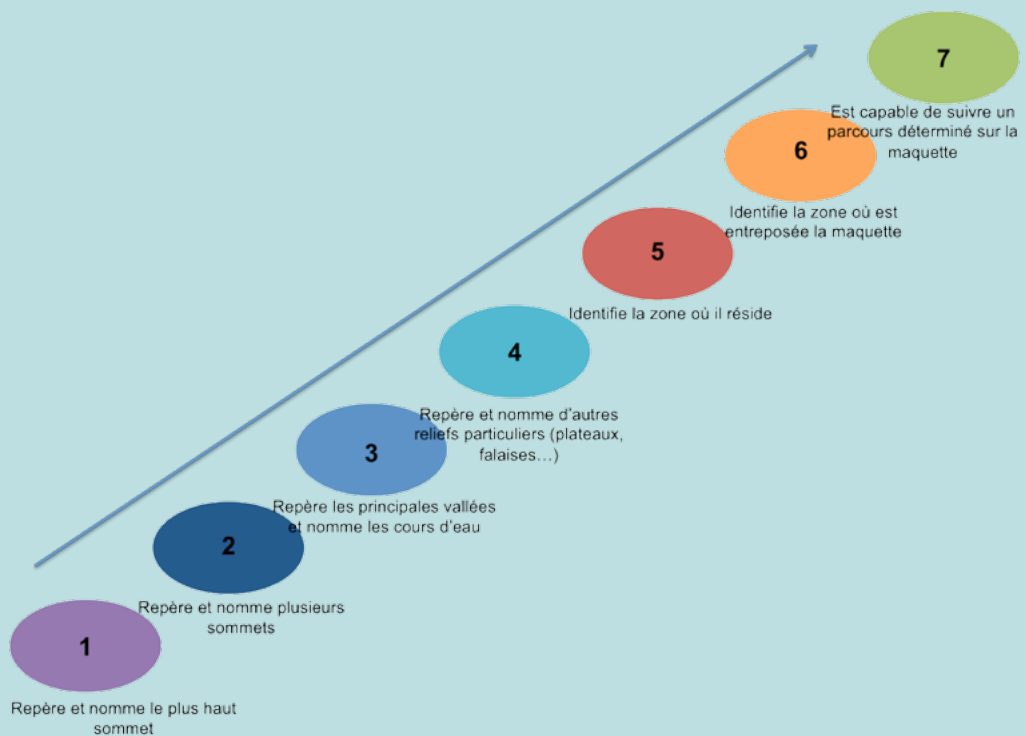 7
Est capable de suivre un
parcours déterminé sur la
maquette
6
Identifie la zone où est
entreposée la maquette
5
Identifie la zone où il réside
4
Repère et nomme d'autres
reliefs particuliers (plateaux,
falaises…)
3
Repère les principales vallées
et nomme les cours d'eau
2
Repère et nomme plusieurs
sommets
1
Repère et nomme le plus haut
sommet